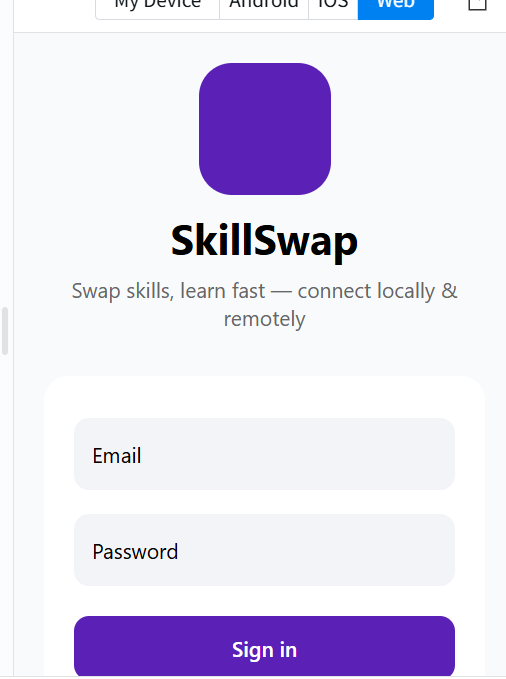 My Device Android iOS Web
SkillSwap
Swap skills, learn fast — connect locally &
remotely
Email
Password
Sign in